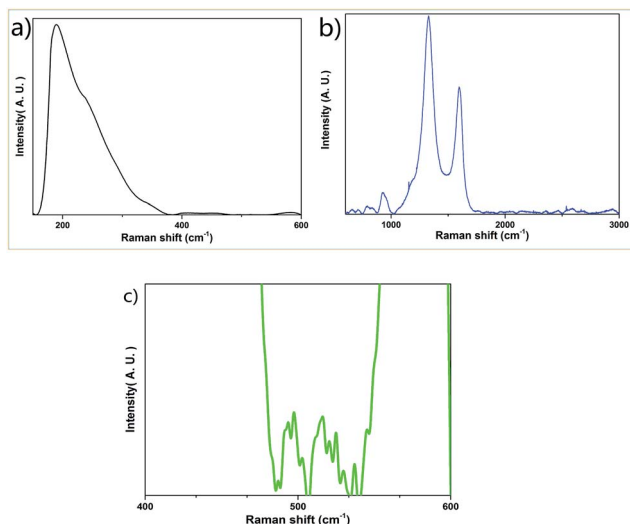 a)
Intensity( A. U. )
200
400
600
Raman shift (cm⁻¹)
b)
Intensity (A. U.)
1000
2000
3000
Raman shift (cm⁻¹)
c)
Intensity( A. U. )
400
500
600
Raman shift (cm⁻¹)